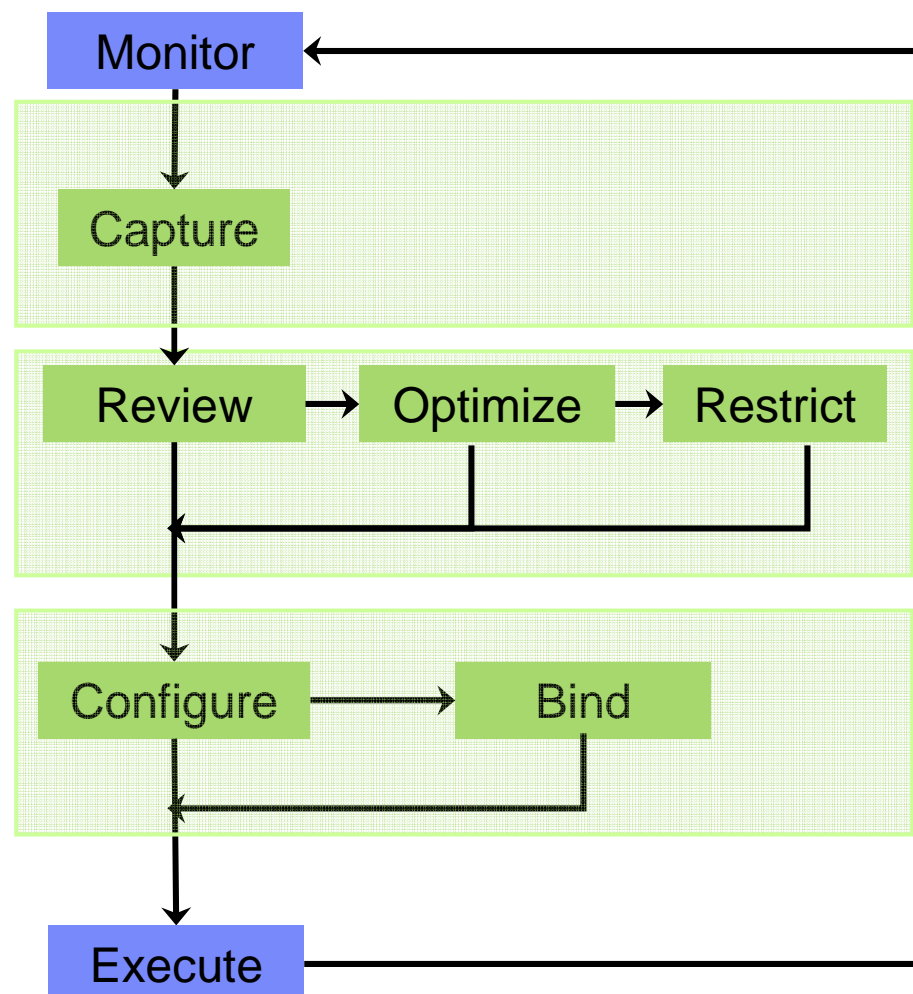 Monitor
Capture
Review
Optimize
Restrict
Configure
Bind
Execute